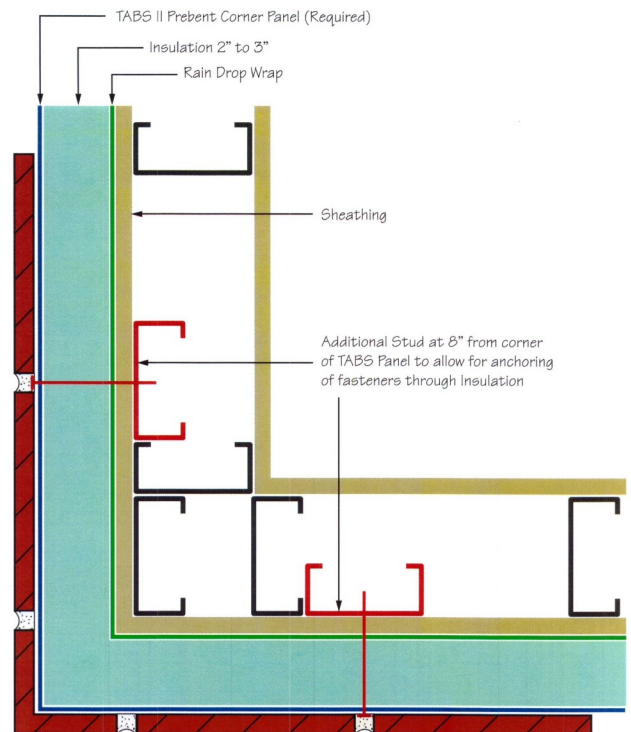 TABS II Prebent Corner Panel (Required)
Insulation 2" to 3"
Rain Drop Wrap
Sheathing
Additional Stud at 8" from corner
of TABS Panel to allow for anchoring
of fasteners through Insulation